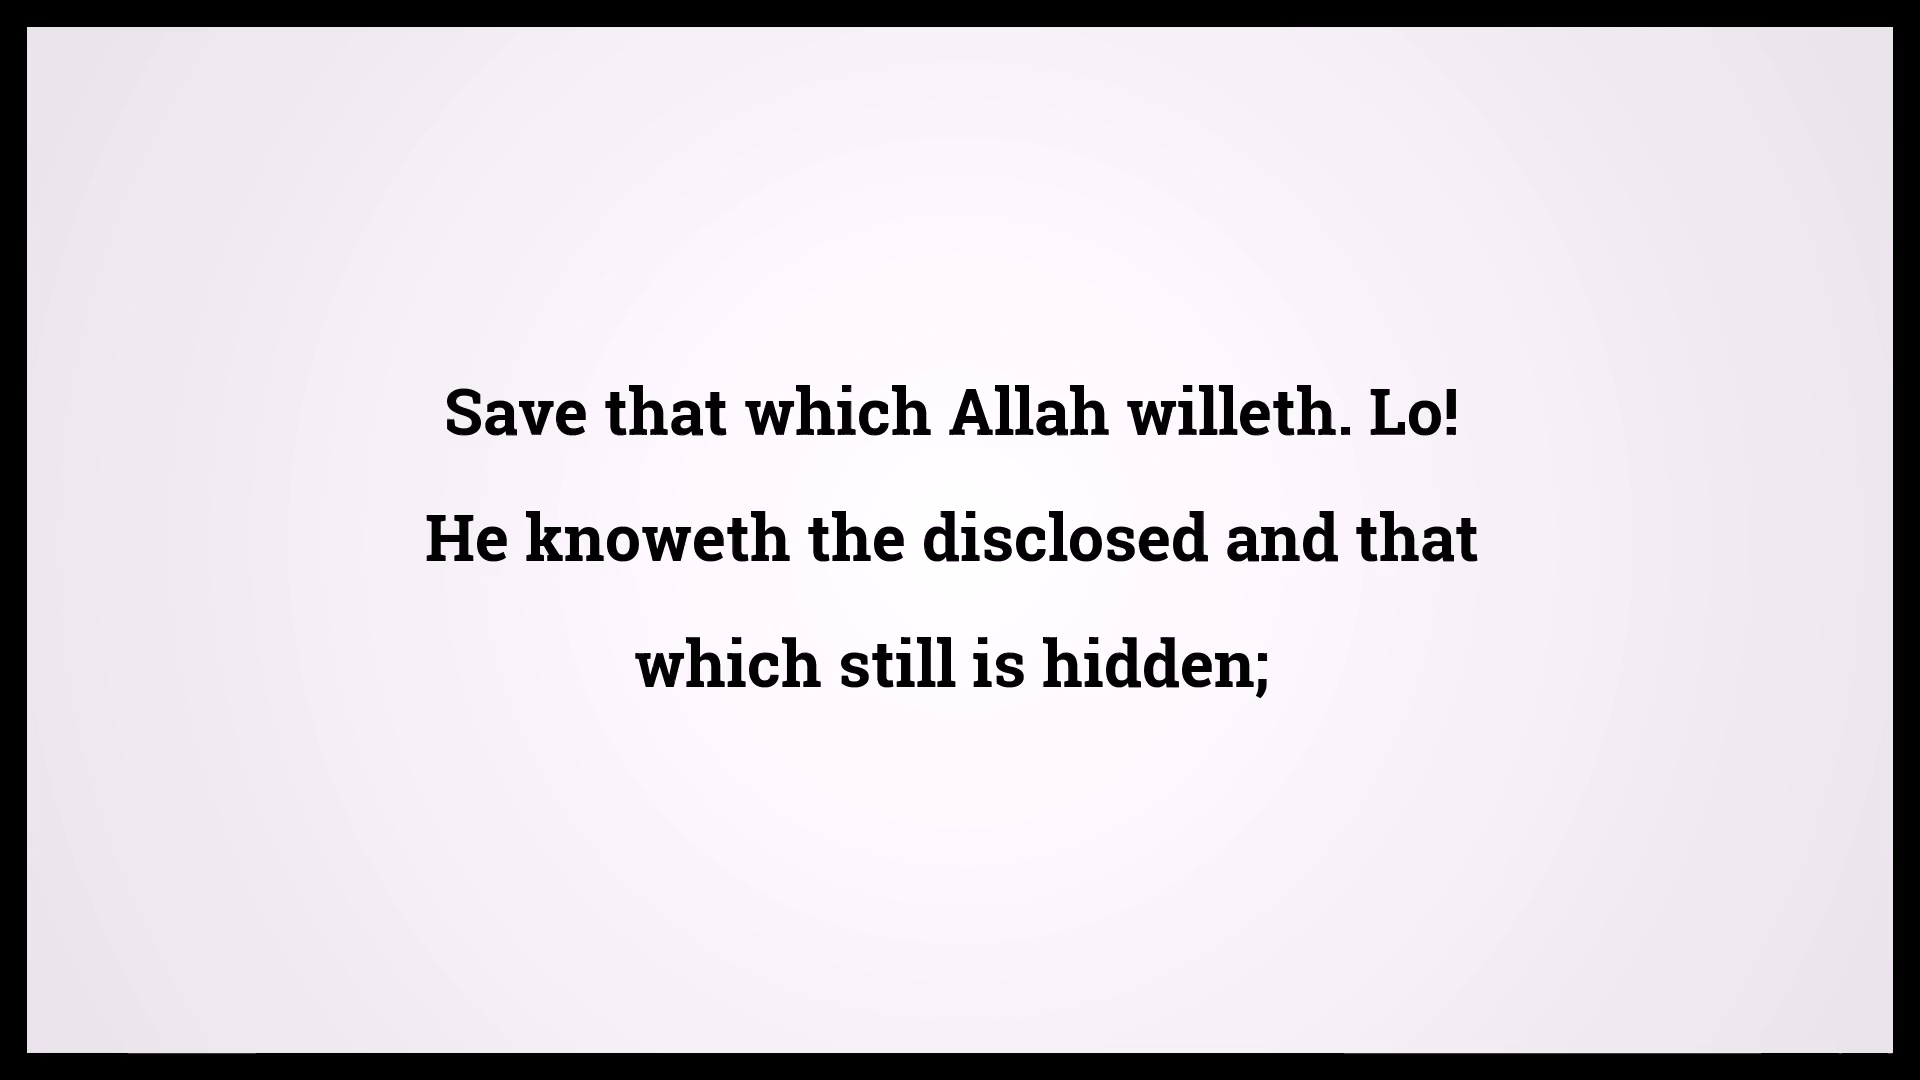 Save that which Allah willeth. Lo!
He knoweth the disclosed and that
which still is hidden;